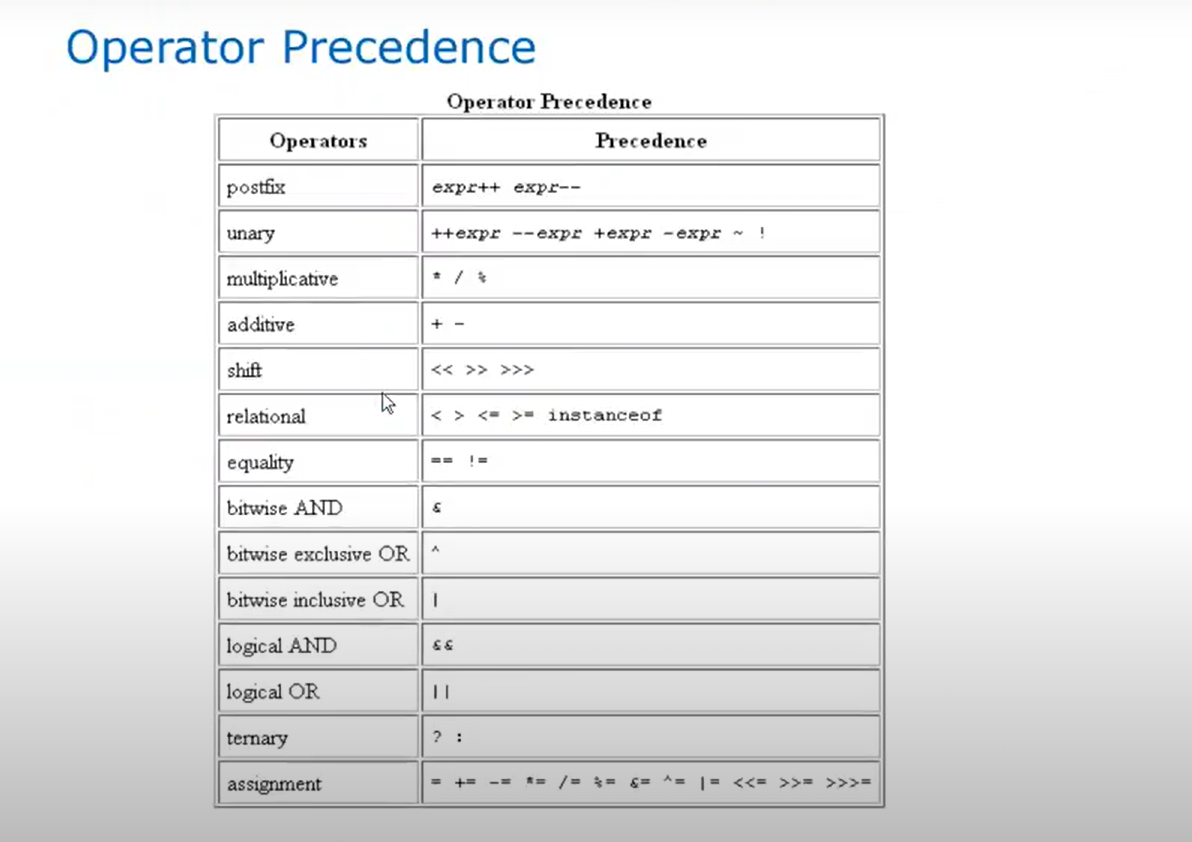 Operator Precedence
Operator Precedence
Operators Precedence
postfix expr++ expr--
unary ++expr --expr +expr -expr ~ !
multiplicative * / %
additive + -
shift << >> >>>
relational < > <= >= instanceof
equality == !=
bitwise AND &
bitwise exclusive OR ^
bitwise inclusive OR |
logical AND &&
logical OR ||
ternary ? :
assignment = += -= *= /= %= &= ^= |= <<= >>= >>>=